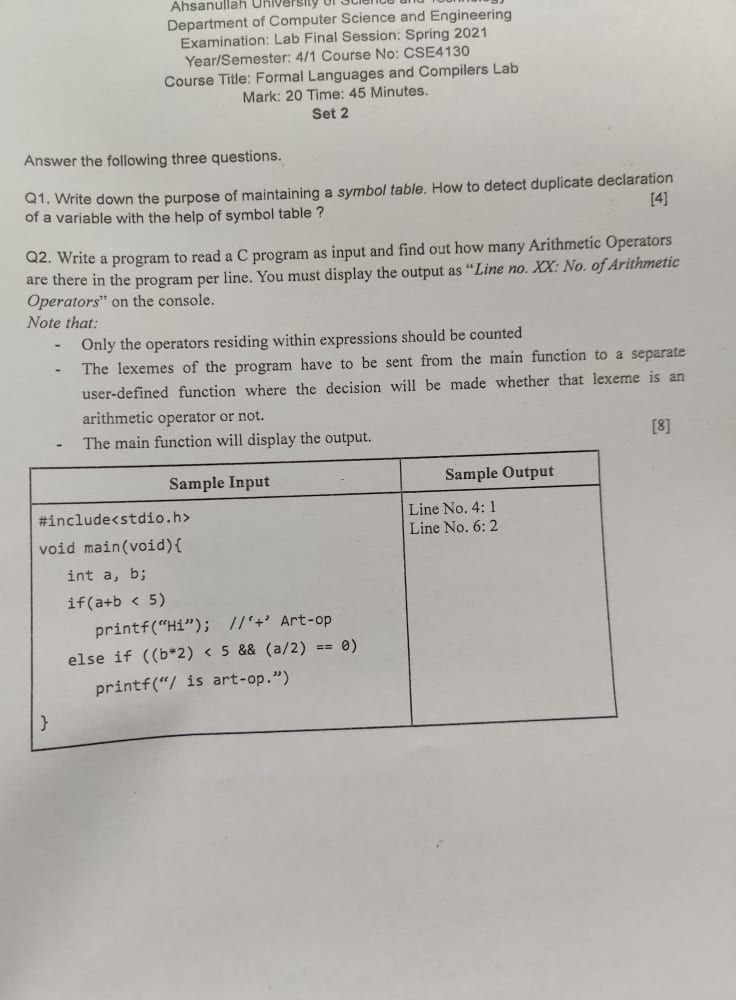 Ahsanullah University of Science and Technology
Department of Computer Science and Engineering
Examination: Lab Final Session: Spring 2021
Year/Semester: 4/1 Course No: CSE4130
Course Title: Formal Languages and Compilers Lab
Mark: 20 Time: 45 Minutes.
Set 2
Answer the following three questions.
Q1. Write down the purpose of maintaining a symbol table. How to detect duplicate declaration
of a variable with the help of symbol table ?
[4]
Q2. Write a program to read a C program as input and find out how many Arithmetic Operators
are there in the program per line. You must display the output as “Line no. XX: No. of Arithmetic
Operators” on the console.
Note that:
- Only the operators residing within expressions should be counted
- The lexemes of the program have to be sent from the main function to a separate
user-defined function where the decision will be made whether that lexeme is an
arithmetic operator or not.
- The main function will display the output.
[8]
Sample Input
Sample Output
#include<stdio.h>
void main(void){
int a, b;
if(a+b < 5)
printf(“Hi”); //‘+’ Art-op
else if ((b*2) < 5 && (a/2) == 0)
printf(“/ is art-op.”)
}
Line No. 4: 1
Line No. 6: 2